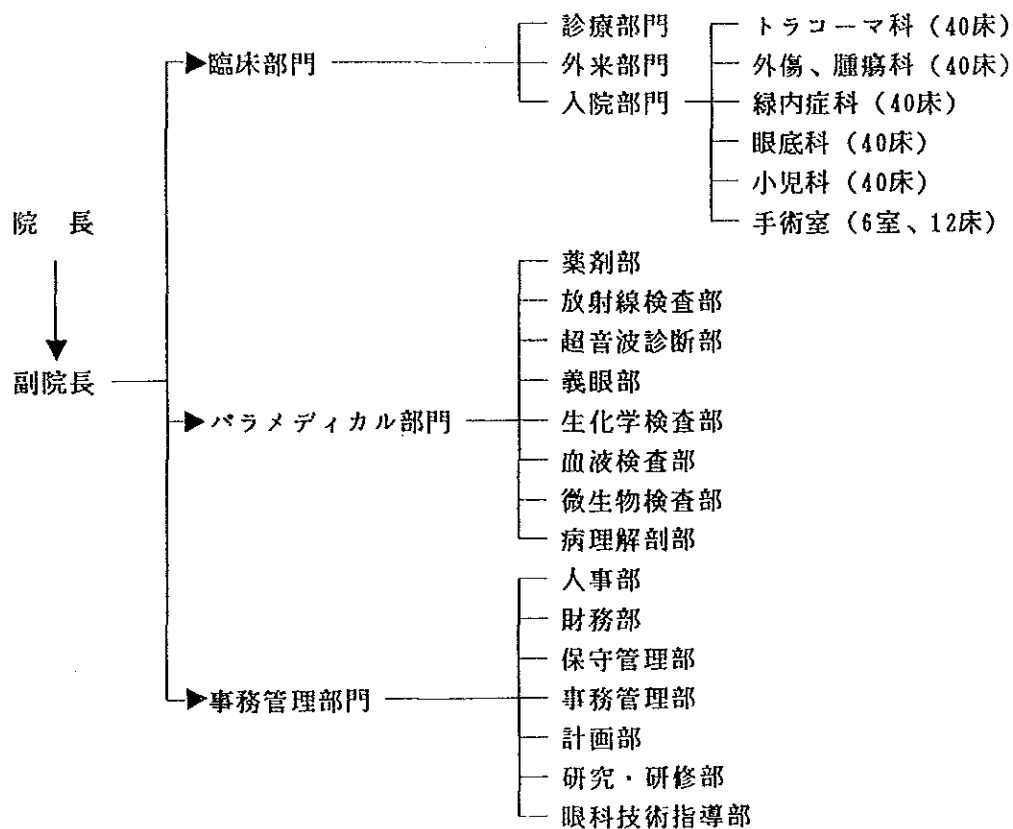 診療部門
トラコーマ科（40床）
臨床部門
外来部門
外傷、腫瘍科（40床）
入院部門
緑内症科（40床）
眼底科（40床）
小児科（40床）
院　長
手術室（6室、12床）
薬剤部
放射線検査部
超音波診断部
副院長
義眼部
パラメディカル部門
生化学検査部
血液検査部
微生物検査部
病理解剖部
人事部
財務部
保守管理部
事務管理部門
事務管理部
計画部
研究・研修部
眼科技術指導部